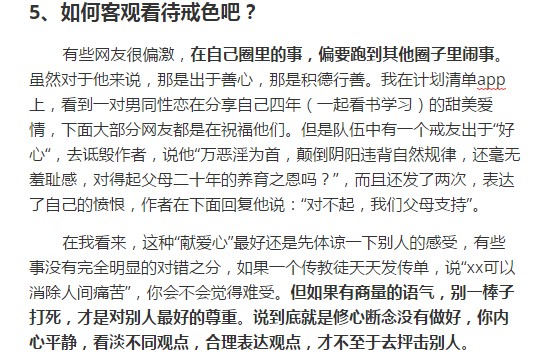 5、如何客观看待戒色吧？
有些网友很偏激，在自己圈里的事，偏要跑到其他圈子里闹事。
虽然对于他来说，那是出于善心，那是积德行善。我在计划清单app
上，看到一对男同性恋在分享自己四年（一起看书学习）的甜美爱
情，下面大部分网友都是在祝福他们。但是队伍中有一个戒友出于“好
心“，去诋毁作者，说他“万恶淫为首，颠倒阴阳违背自然规律，还毫无
羞耻感，对得起父母二十年的养育之恩吗？”，而且还发了两次，表达
了自己的愤恨，作者在下面回复他说：“对不起，我们父母支持”。
在我看来，这种“献爱心”最好还是先体谅一下别人的感受，有些
事没有完全明显的对错之分，如果一个传教徒天天发传单，说“xx可以
消除人间痛苦”，你会不会觉得难受。但如果有商量的语气，别一棒子
打死，才是对别人最好的尊重。说到底就是修心断念没有做好，你内
心平静，看淡不同观点，合理表达观点，才不至于去抨击别人。